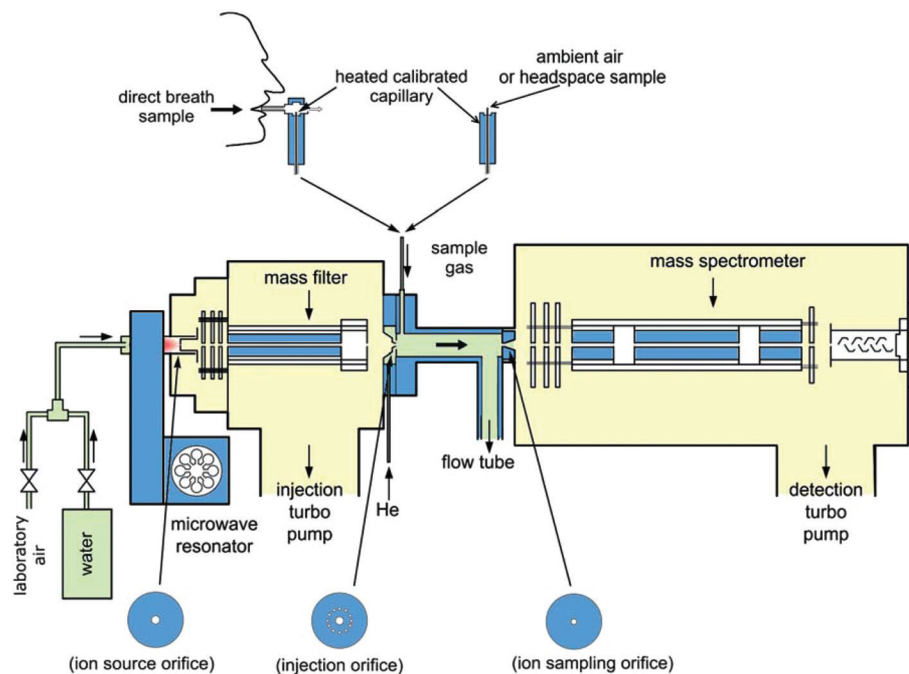 direct breath
sample
heated calibrated
capillary
ambient air
or headspace sample
sample
gas
mass filter
mass spectrometer
laboratory
air
water
microwave
resonator
injection
turbo
pump
He
flow tube
detection
turbo
pump
(ion source orifice)
(injection orifice)
(ion sampling orifice)